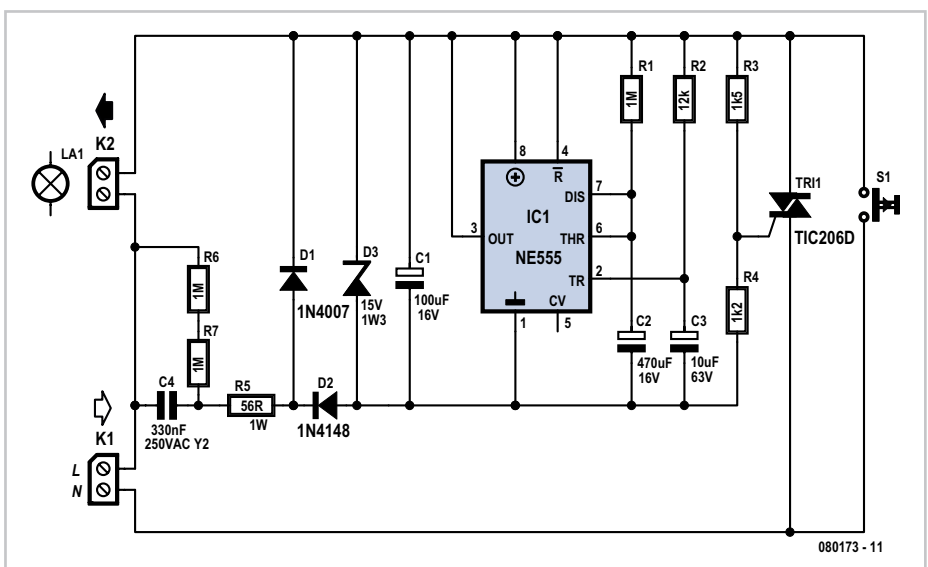 K2
LA1
R6
1M
R7
1M
C4
330nF
250VAC Y2
R5
56R
1W
K1
L
N
D1
1N4007
D2
1N4148
D3
15V
1W3
C1
100uF
16V
8
4
R
DIS
7
IC1
3
OUT
THR
6
NE555
TR
2
CV
1
5
R1
1M
R2
12k
R3
1k5
C2
470uF
16V
C3
10uF
63V
R4
1k2
TRI1
TIC206D
S1
080173 - 11